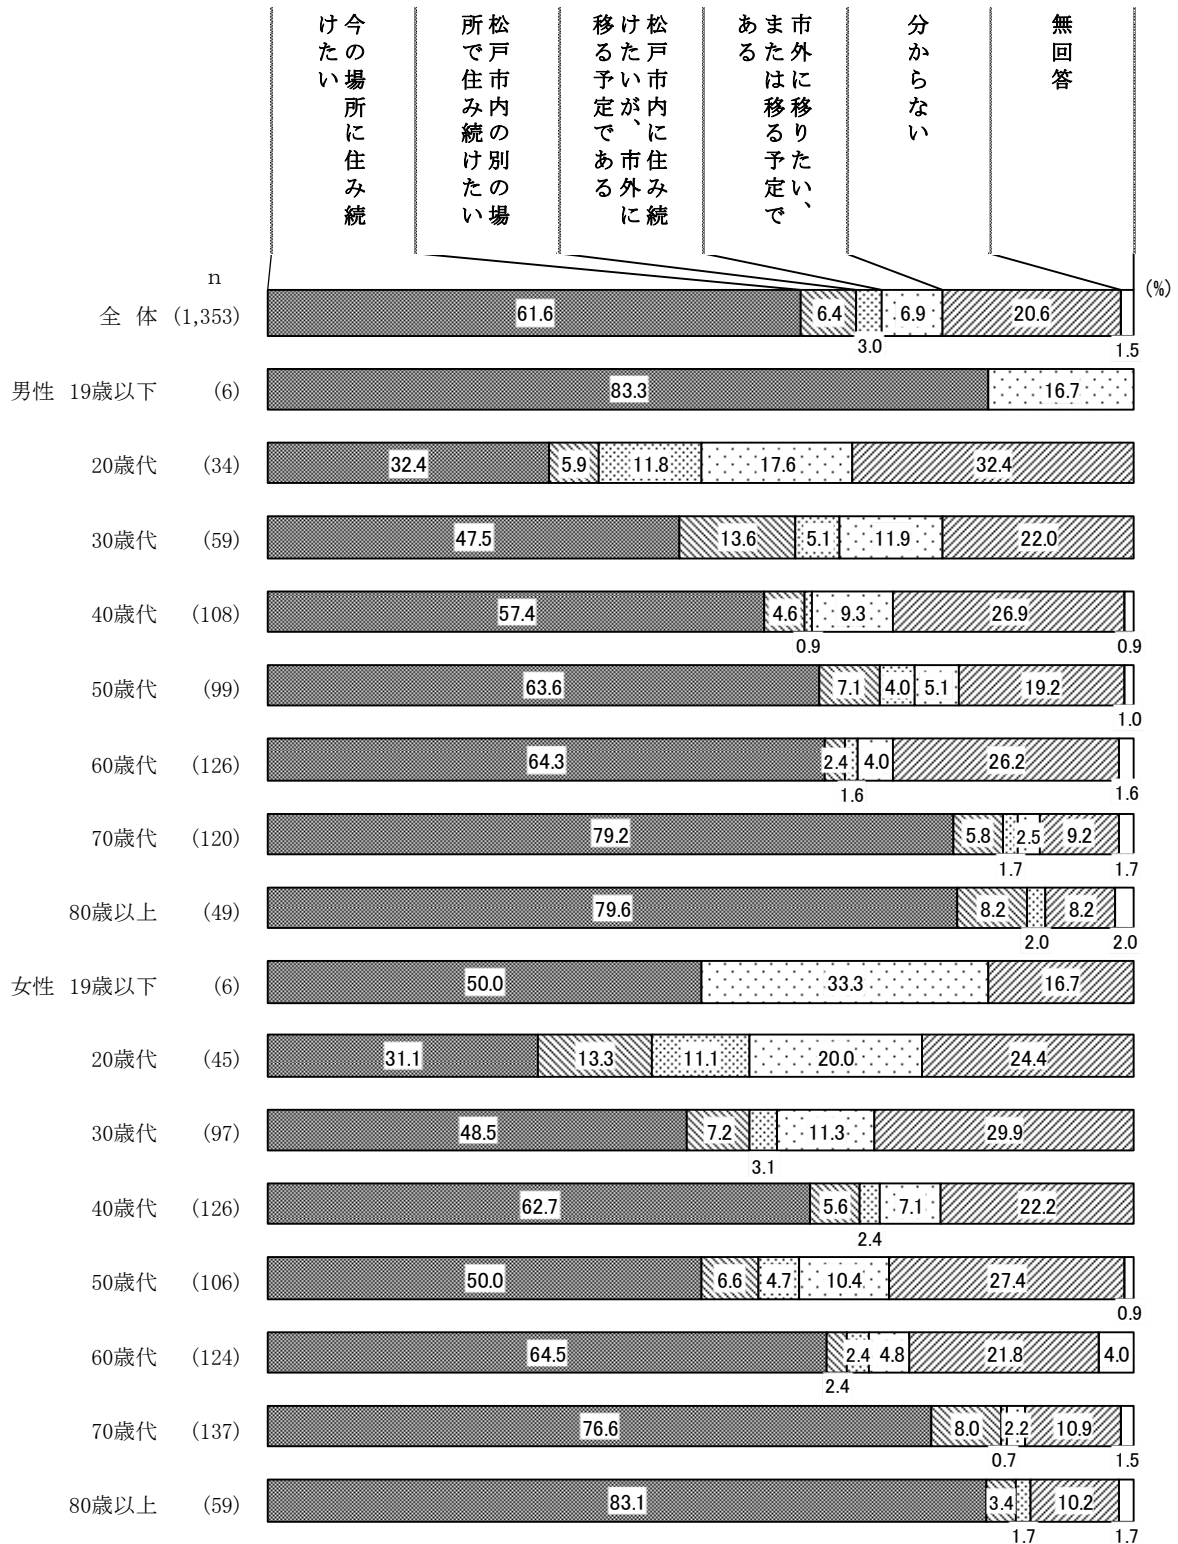 今の場所に住み続
けたい
松戸市内の別の場
所で住み続けたい
松戸市内に住み続
けたいが、市外に
移る予定である
市外に移りたい、
または移る予定で
ある
分からない
無回答
n
(%)
全 体 (1,353) 61.6 6.4 3.0 6.9 20.6 1.5
男性 19歳以下 (6) 83.3 16.7
20歳代 (34) 32.4 5.9 11.8 17.6 32.4
30歳代 (59) 47.5 13.6 5.1 11.9 22.0
40歳代 (108) 57.4 4.6 0.9 9.3 26.9 0.9
50歳代 (99) 63.6 7.1 4.0 5.1 19.2 1.0
60歳代 (126) 64.3 2.4 1.6 4.0 26.2 1.6
70歳代 (120) 79.2 5.8 1.7 2.5 9.2 1.7
80歳以上 (49) 79.6 8.2 2.0 8.2 2.0
女性 19歳以下 (6) 50.0 33.3 16.7
20歳代 (45) 31.1 13.3 11.1 20.0 24.4
30歳代 (97) 48.5 7.2 3.1 11.3 29.9
40歳代 (126) 62.7 5.6 2.4 7.1 22.2
50歳代 (106) 50.0 6.6 4.7 10.4 27.4 0.9
60歳代 (124) 64.5 2.4 2.4 4.8 21.8 4.0
70歳代 (137) 76.6 8.0 0.7 2.2 10.9 1.5
80歳以上 (59) 83.1 3.4 1.7 10.2 1.7